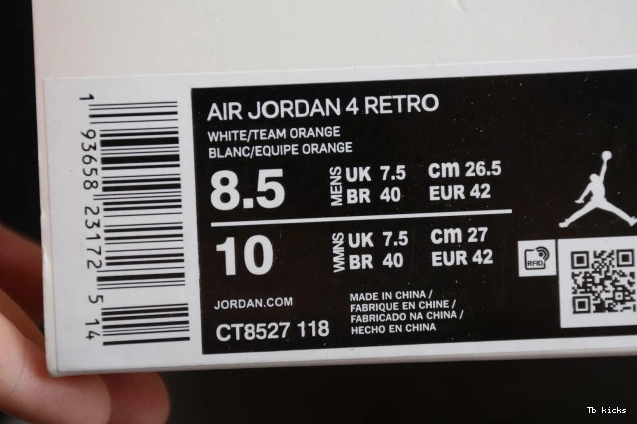 AIR JORDAN 4 RETRO
WHITE/TEAM ORANGE
BLANC/EQUIPE ORANGE
8.5 MENS UK 7.5 cm 26.5
BR 40 EUR 42
10 WMNS UK 7.5 cm 27
BR 40 EUR 42
RFID
JORDAN.COM
CT8527 118
MADE IN CHINA /
FABRIQUE EN CHINE /
FABRICADO NA CHINA /
HECHO EN CHINA
1 93658 23172 5 14
Tb kicks